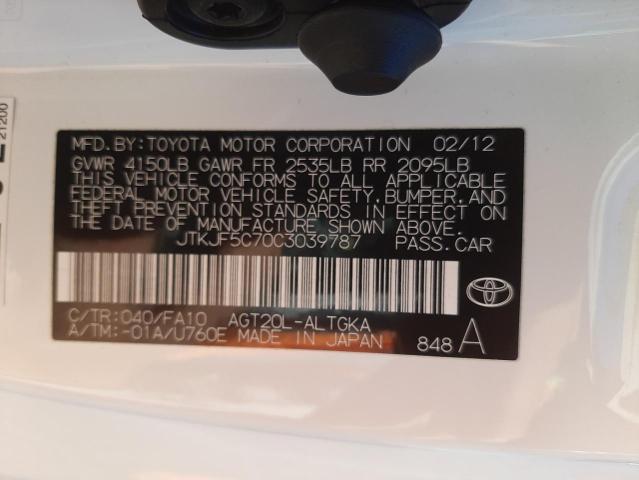 MFD.BY:TOYOTA MOTOR CORPORATION 02/12
GVWR 4150LB GAWR FR 2535LB RR 2095LB
THIS VEHICLE CONFORMS TO ALL APPLICABLE
FEDERAL MOTOR VEHICLE SAFETY,BUMPER,AND
THEFT PREVENTION STANDARDS IN EFFECT ON
THE DATE OF MANUFACTURE SHOWN ABOVE.
JTKJF5C70C3039787 PASS.CAR
C/TR:040/FA10 AGT20L-ALTGKA
A/TM:-01A/U760E MADE IN JAPAN 848 A
21200